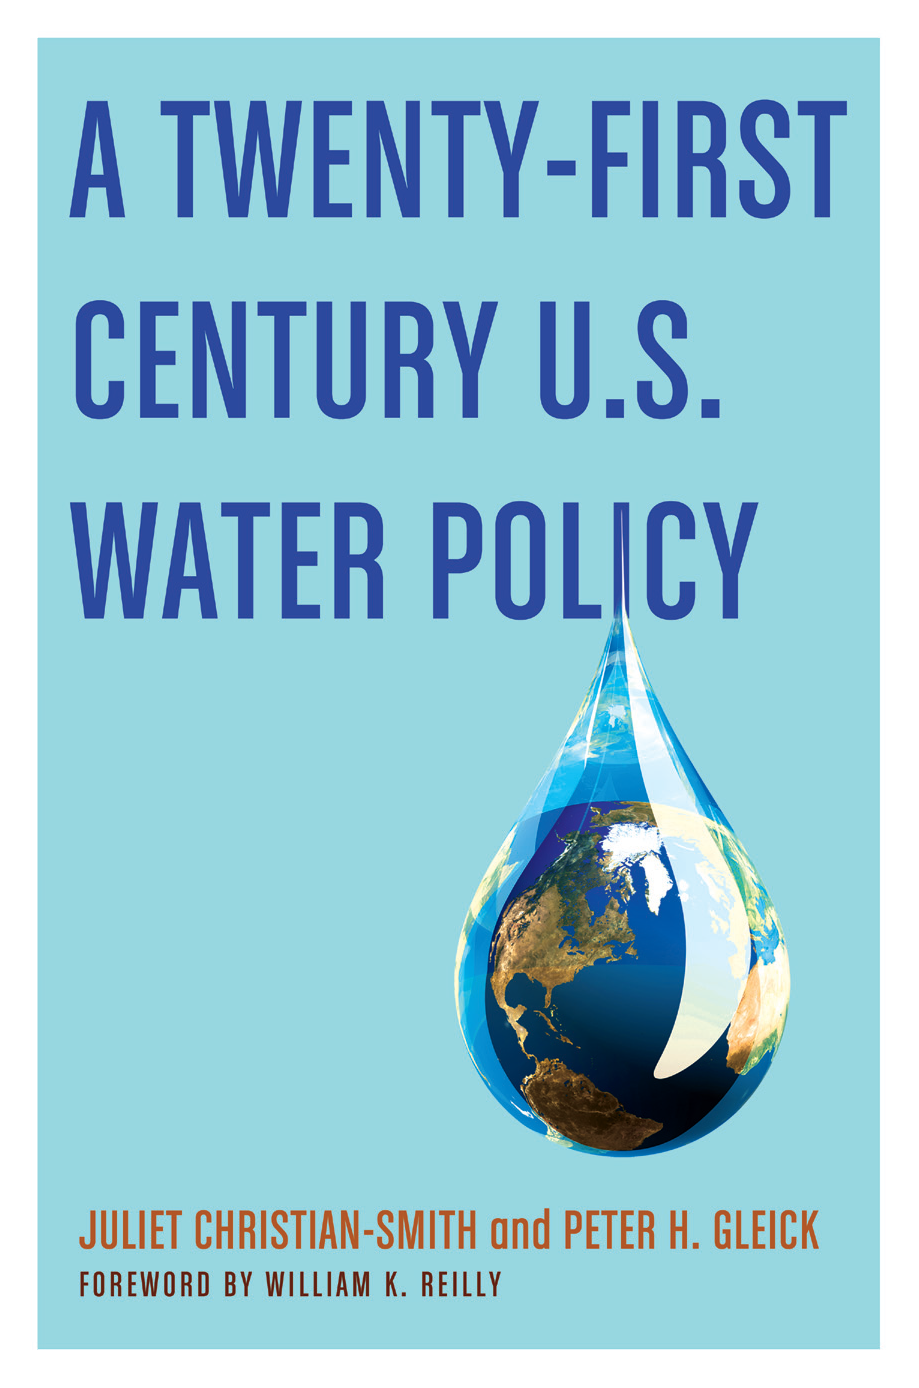 A TWENTY-FIRST
CENTURY U.S.
WATER POLICY
JULIET CHRISTIAN-SMITH and PETER H. GLEICK
FOREWORD BY WILLIAM K. REILLY